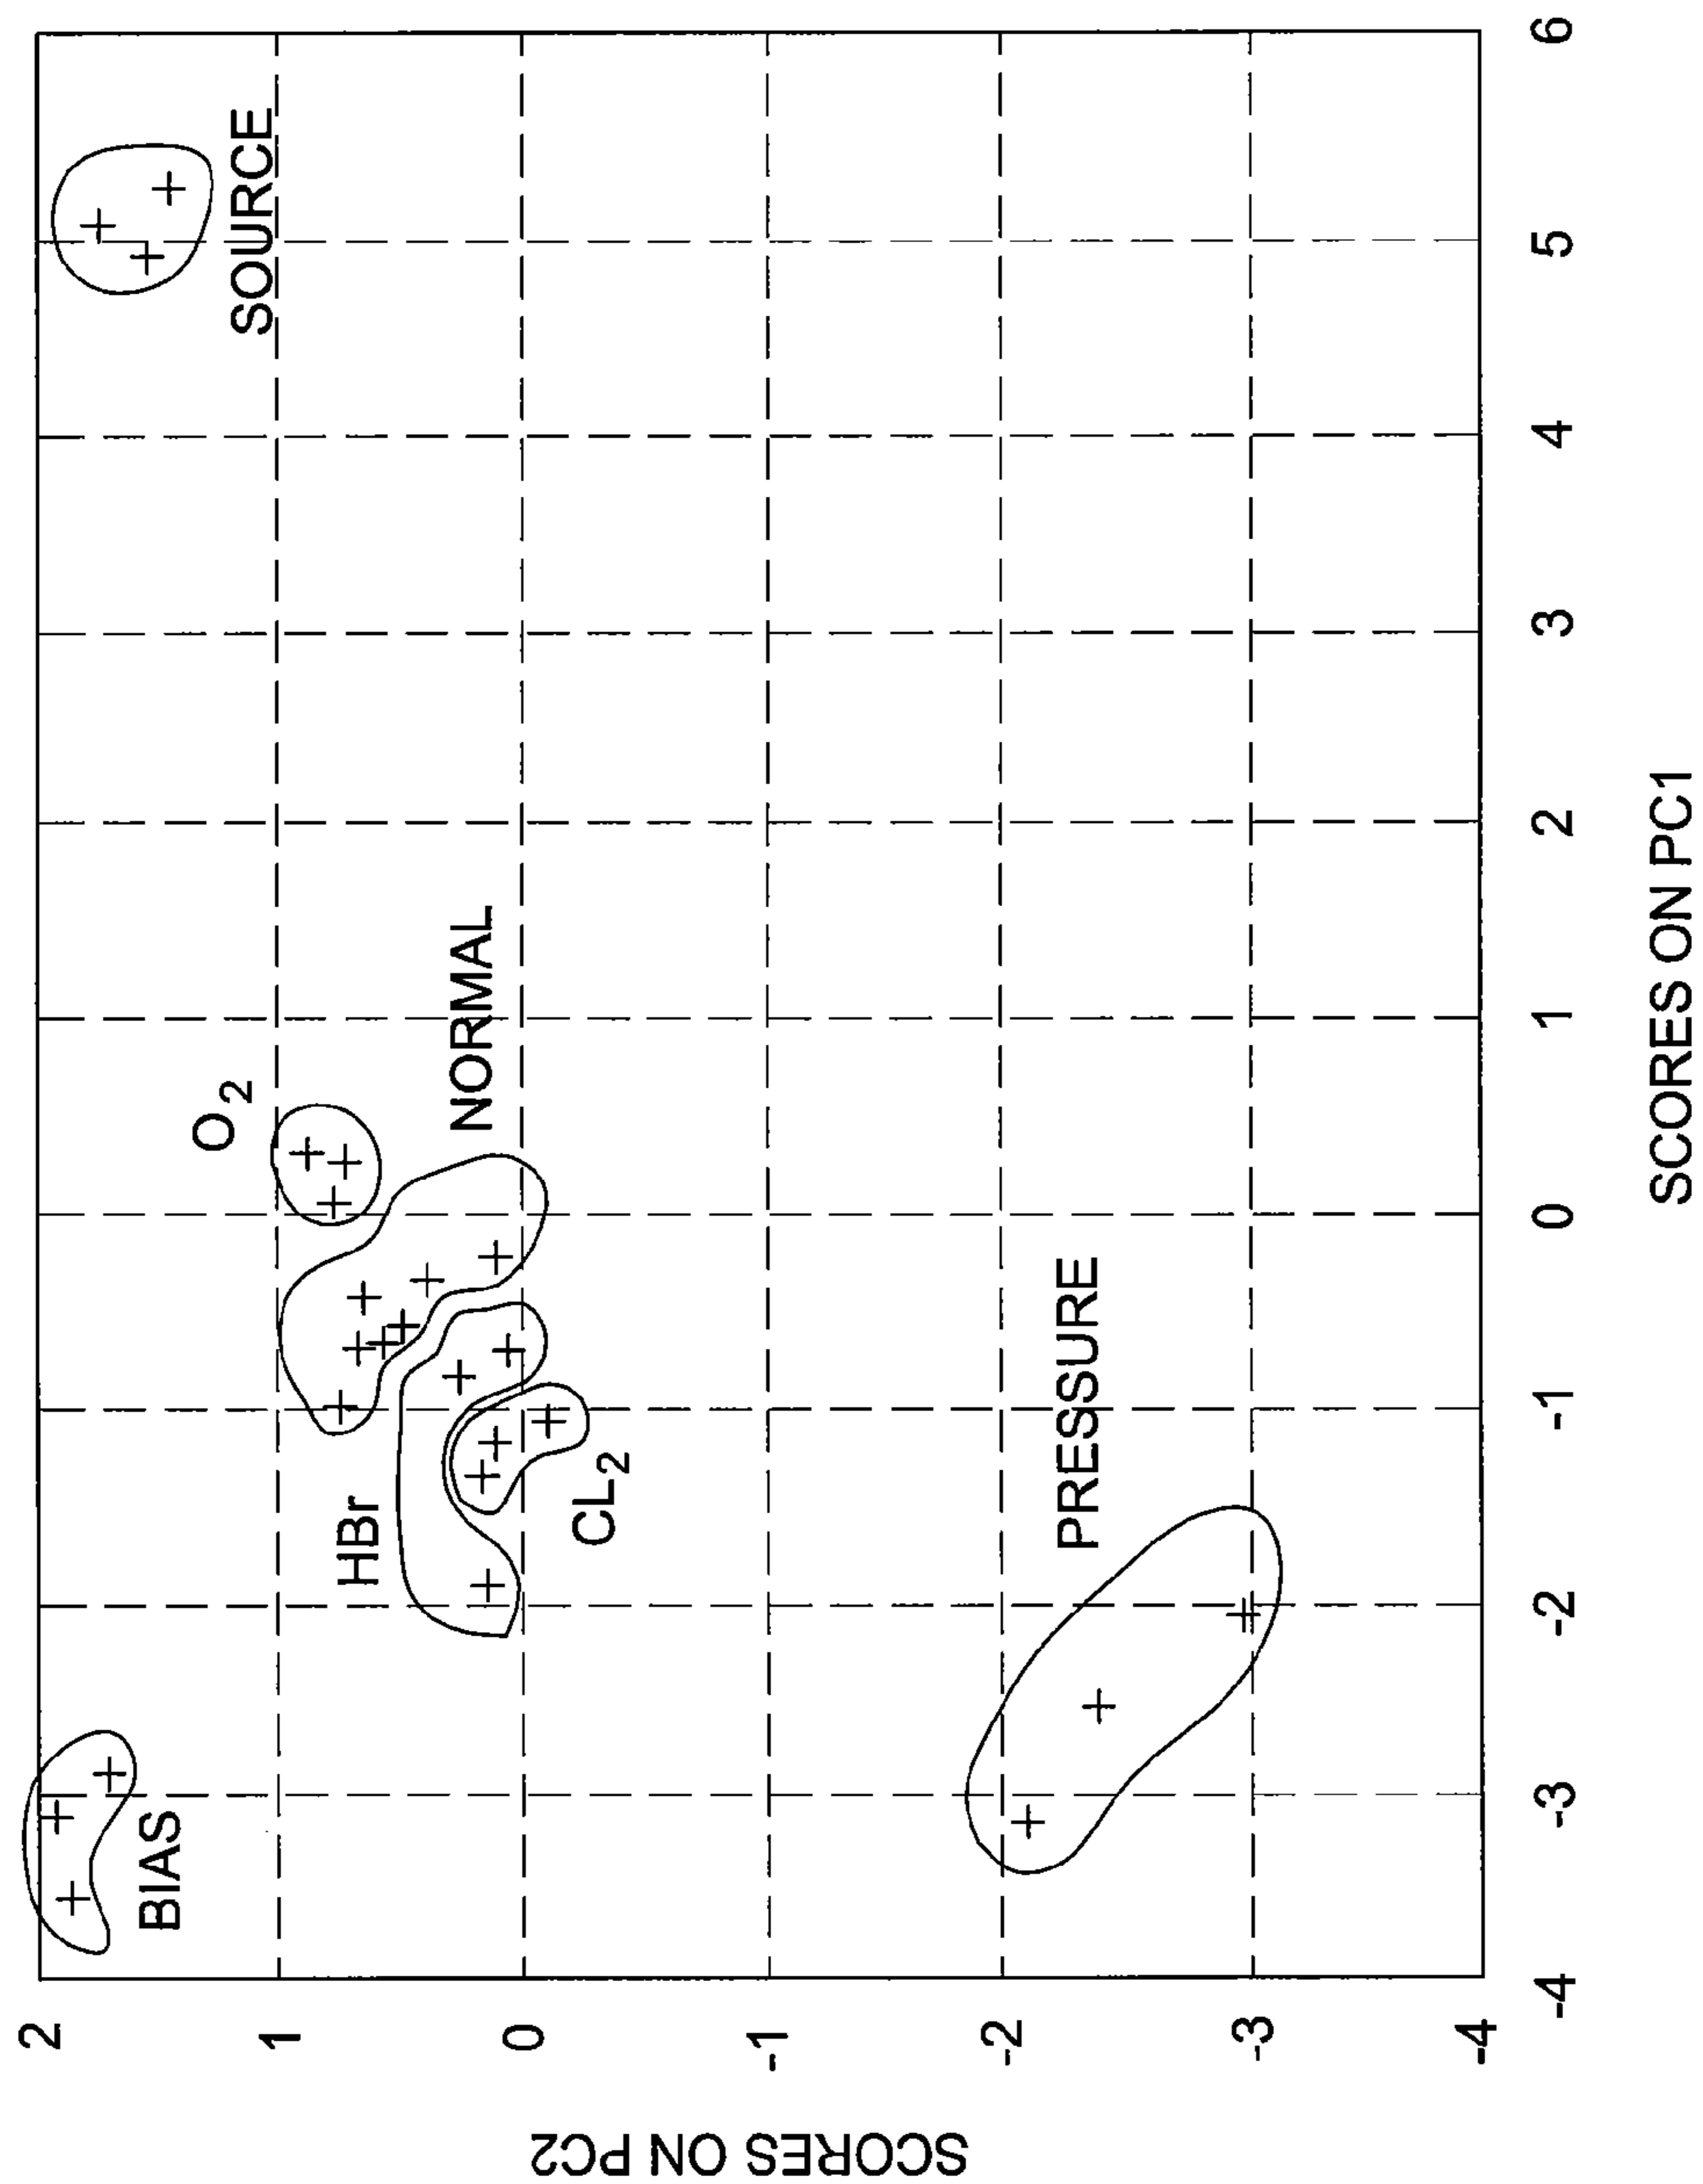 2
1
0
-1
-2
-3
-4
SCORES ON PC2
BIAS
HBr
CL2
O2
NORMAL
SOURCE
PRESSURE
-4
-3
-2
-1
0
1
2
3
4
5
6
SCORES ON PC1